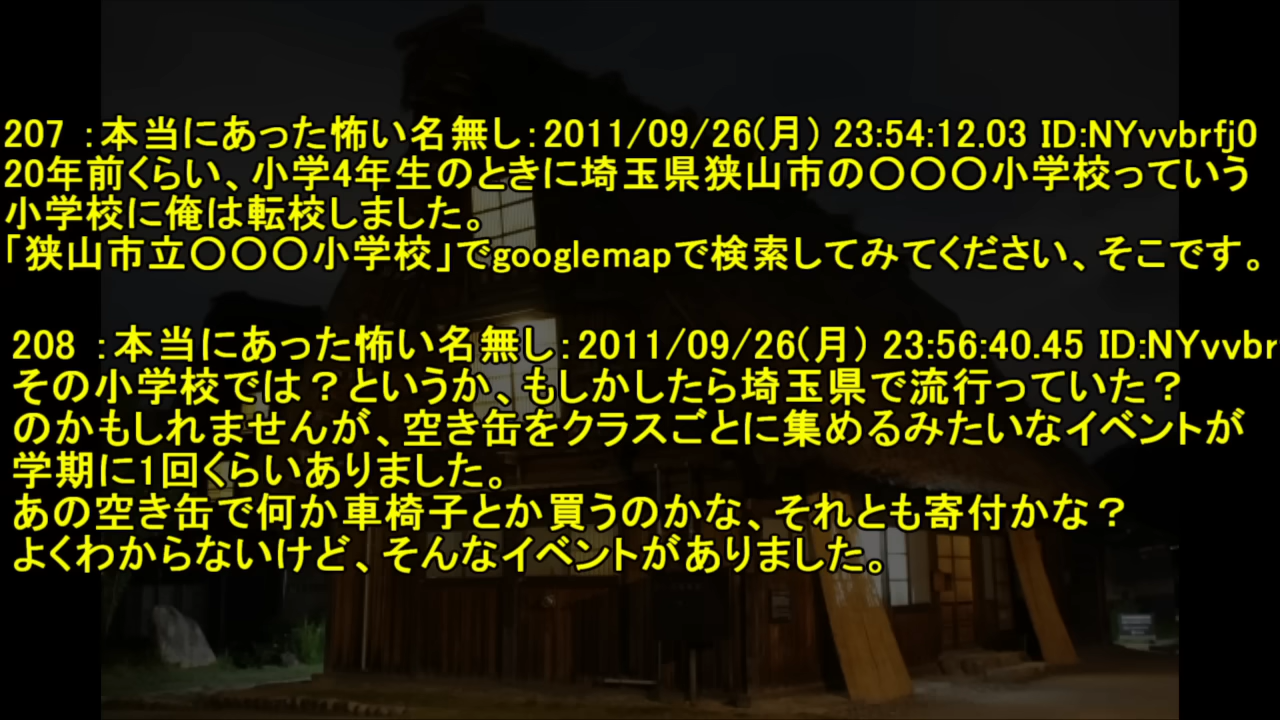 207 ：本当にあった怖い名無し：2011/09/26(月) 23:54:12.03 ID:NYvvbrfj0
20年前くらい、小学4年生のときに埼玉県狭山市の〇〇〇小学校っていう
小学校に俺は転校しました。
「狭山市立〇〇〇小学校」でgooglemapで検索してみてください、そこです。
208 ：本当にあった怖い名無し：2011/09/26(月) 23:56:40.45 ID:NYvvbr
その小学校では？というか、もしかしたら埼玉県で流行っていた？
のかもしれませんが、空き缶をクラスごとに集めるみたいなイベントが
学期に1回くらいありました。
あの空き缶で何か車椅子とか買うのかな、それとも寄付かな？
よくわからないけど、そんなイベントがありました。